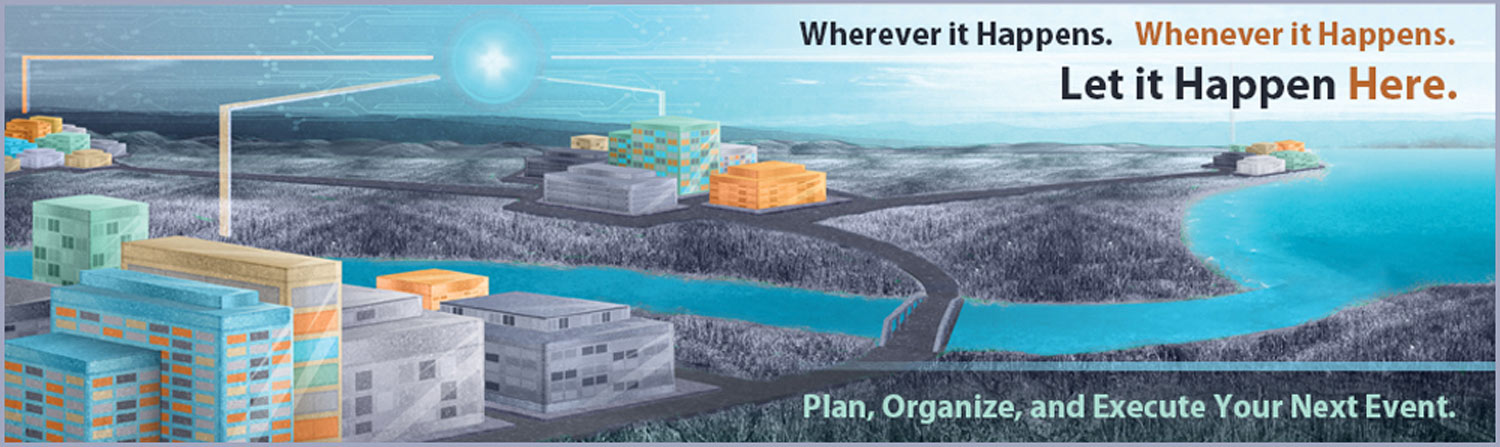 Wherever it Happens. Whenever it Happens.
Let it Happen Here.
Plan, Organize, and Execute Your Next Event.